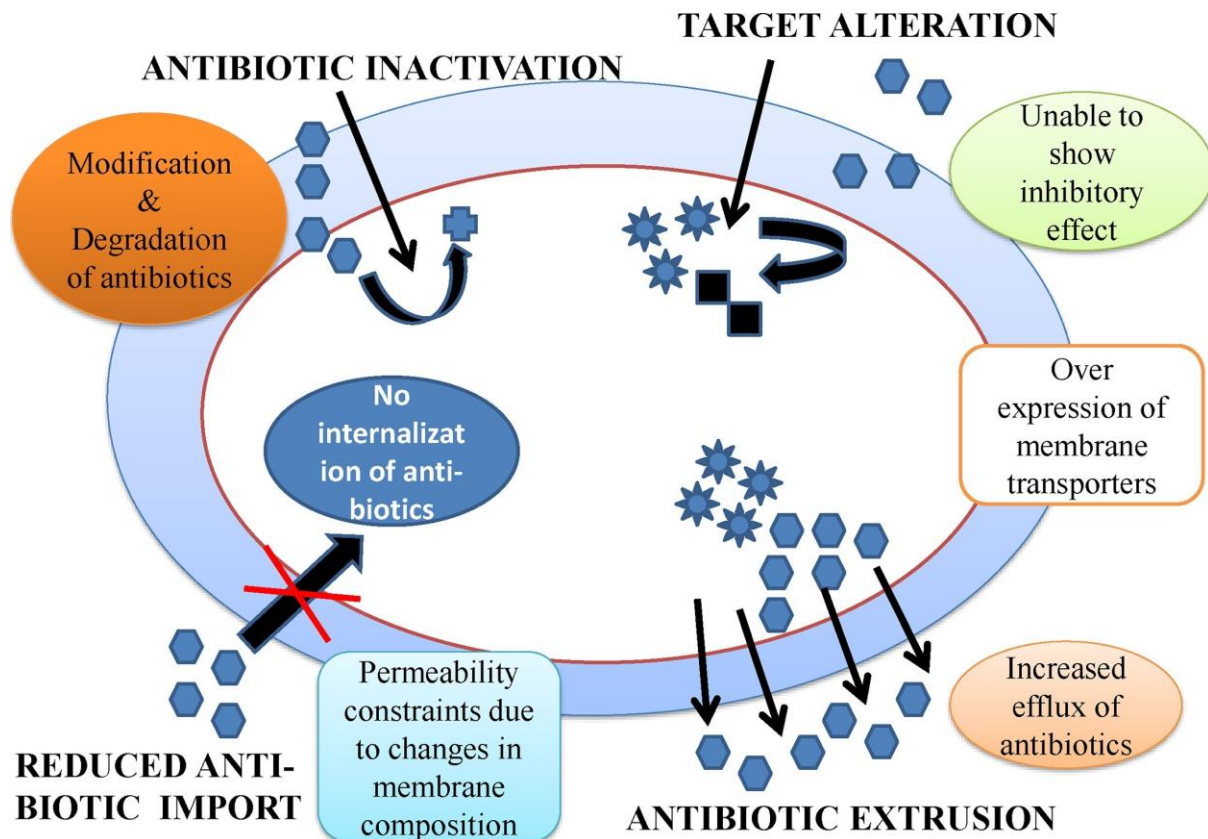 TARGET ALTERATION
ANTIBIOTIC INACTIVATION
Modification
&
Degradation
of antibiotics
Unable to
show
inhibitory
effect
No
internalizat
ion of anti-
biotics
Over
expression of
membrane
transporters
Permeability
constraints due
to changes in
membrane
composition
Increased
efflux of
antibiotics
REDUCED ANTI-
BIOTIC IMPORT
ANTIBIOTIC EXTRUSION